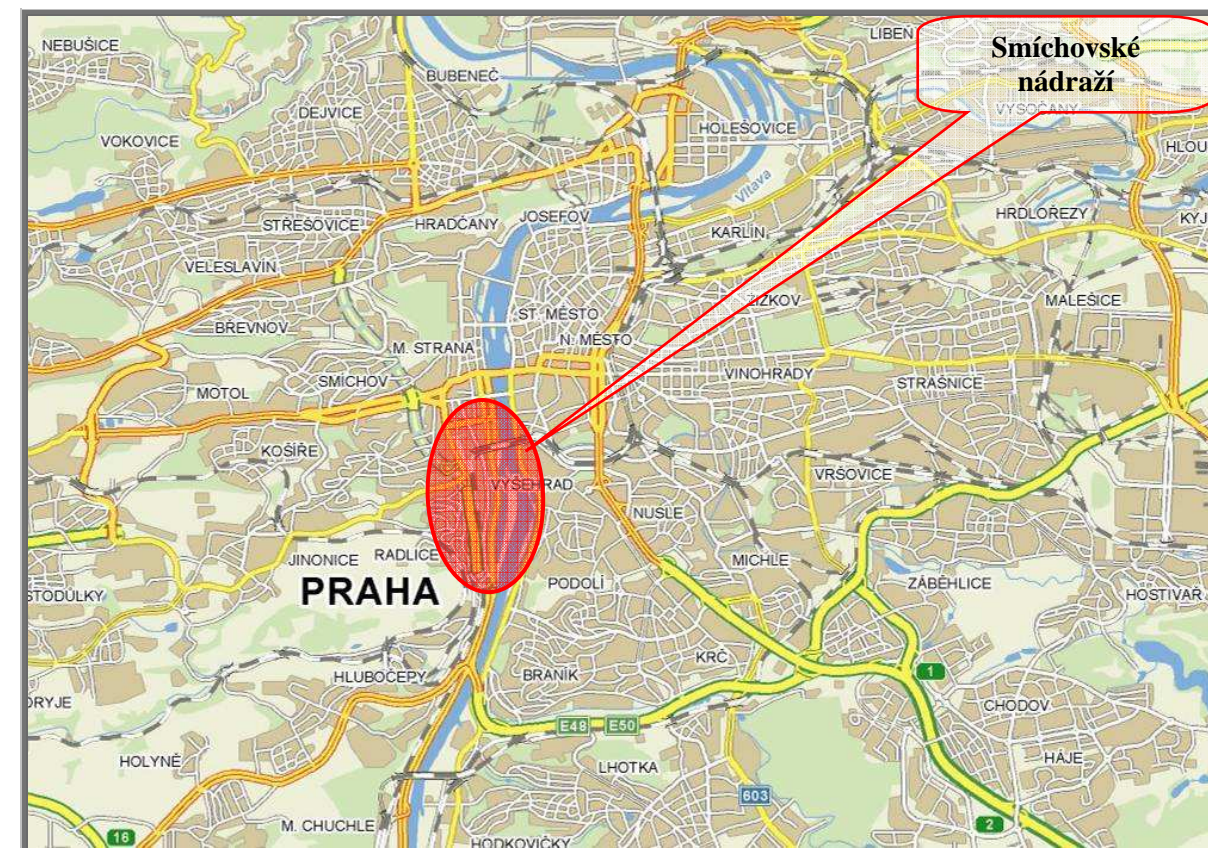 LIBEŇ
Smíchovské
nádraží
NEBUŠICE
BUBENEČ
DEJVICE
VYSOČANY
VOKOVICE
HOLEŠOVICE
HLOU
Vltava
STŘEŠOVICE
HRADČANY
JOSEFOV
KARLÍN
HRDLOŘEZY
KYJ
VELESLAVÍN
ŽIŽKOV
MALEŠICE
ST. MĚSTO
BŘEVNOV
N. MĚSTO
M. STRANA
SMÍCHOV
VINOHRADY
STRAŠNICE
MOTOL
KOŠÍŘE
VRŠOVICE
VYŠEHRAD
NUSLE
JINONICE
RADLICE
MICHLE
PRAHA
PODOLÍ
ZÁBĚHLICE
STODŮLKY
HOSTIVAŘ
KRČ
HLUBOČEPY
BRANÍK
1
ORYJE
CHODOV
E48
E50
HOLYNĚ
LHOTKA
HÁJE
603
M. CHUCHLE
2
16
HODKOVIČKY